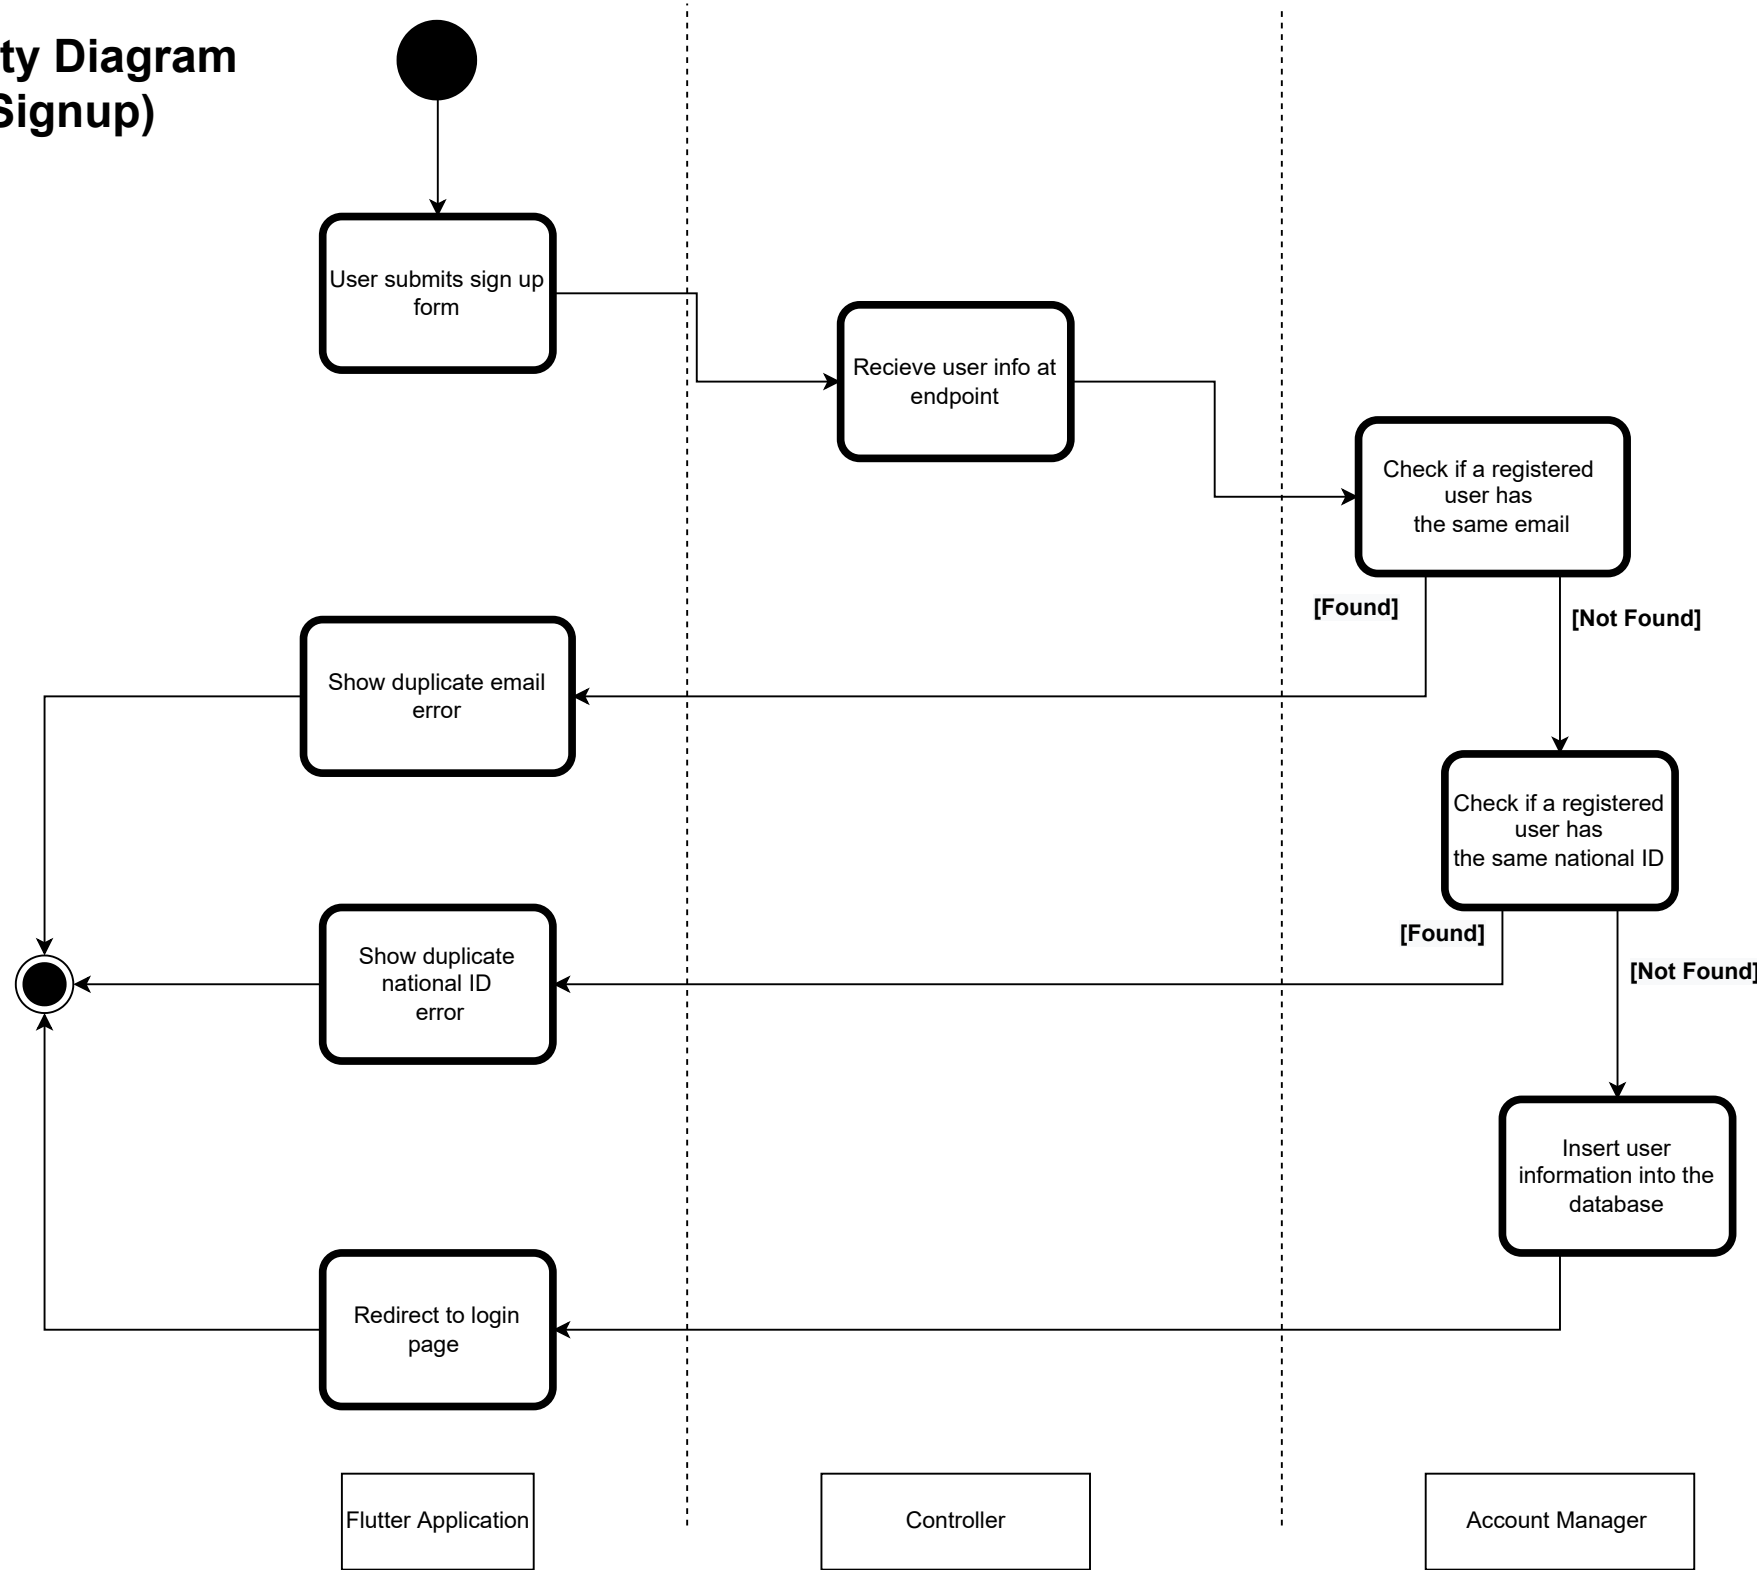 ty Diagram
Signup)
User submits sign up
form
Recieve user info at
endpoint
Check if a registered
user has
the same email
[Found]
[Not Found]
Show duplicate email
error
Check if a registered
user has
the same national ID
[Found]
[Not Found]
Show duplicate
national ID
error
Insert user
information into the
database
Redirect to login
page
Flutter Application
Controller
Account Manager